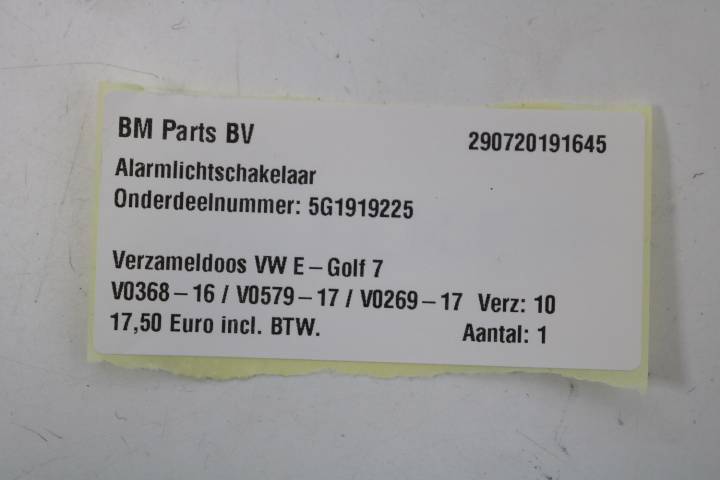 BM Parts BV 290720191645
Alarmlichtschakelaar
Onderdeelnummer: 5G1919225
Verzameldoos VW E-Golf 7
V0368-16 / V0579-17 / V0269-17 Verz: 10
17,50 Euro incl. BTW. Aantal: 1